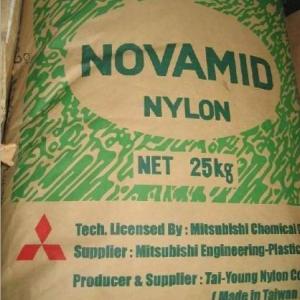 NOVAMID
NYLON
NET 25kg
Tech. Licensed By : Mitsubishi Chemical
Supplier : Mitsubishi Engineering-Plastic
Producer & Supplier : Tai-Young Nylon Co
( Made in Taiwan